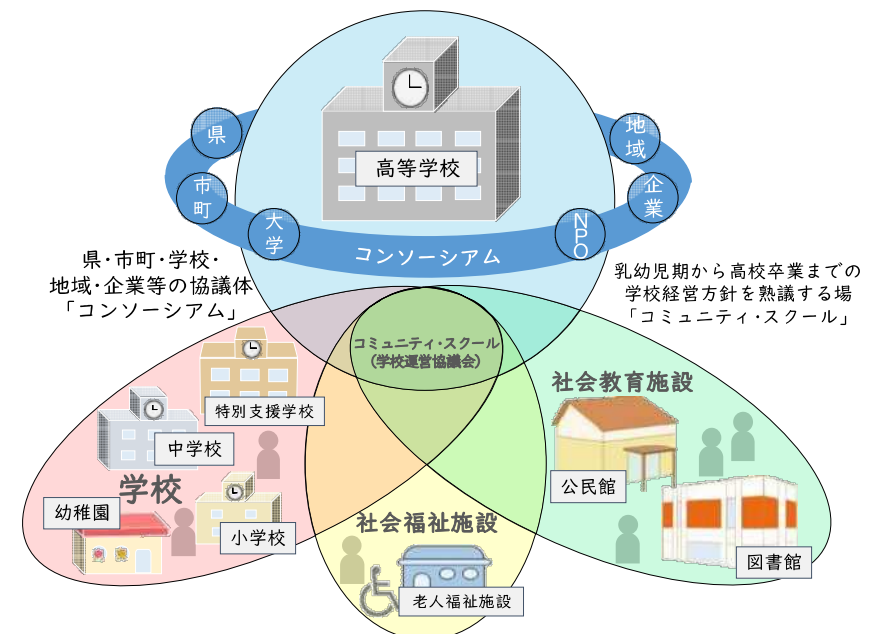 高等学校
県
市
町
大
学
地
域
企
業
NPO
コンソーシアム
県・市町・学校・
地域・企業等の協議体
「コンソーシアム」
乳幼児期から高校卒業までの
学校経営方針を熟議する場
「コミュニティ・スクール」
コミュニティ・スクール
(学校運営協議会)
特別支援学校
中学校
学校
幼稚園
小学校
社会福祉施設
老人福祉施設
社会教育施設
公民館
図書館